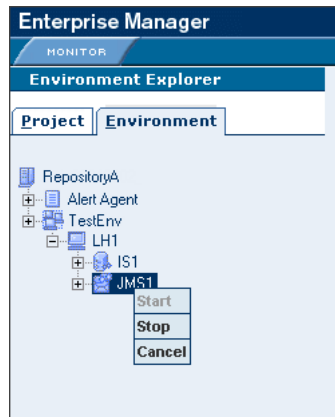 Enterprise Manager
MONITOR
Environment Explorer
Project Environment
RepositoryA
Alert Agent
TestEnv
LH1
IS1
JMS1
Start
Stop
Cancel